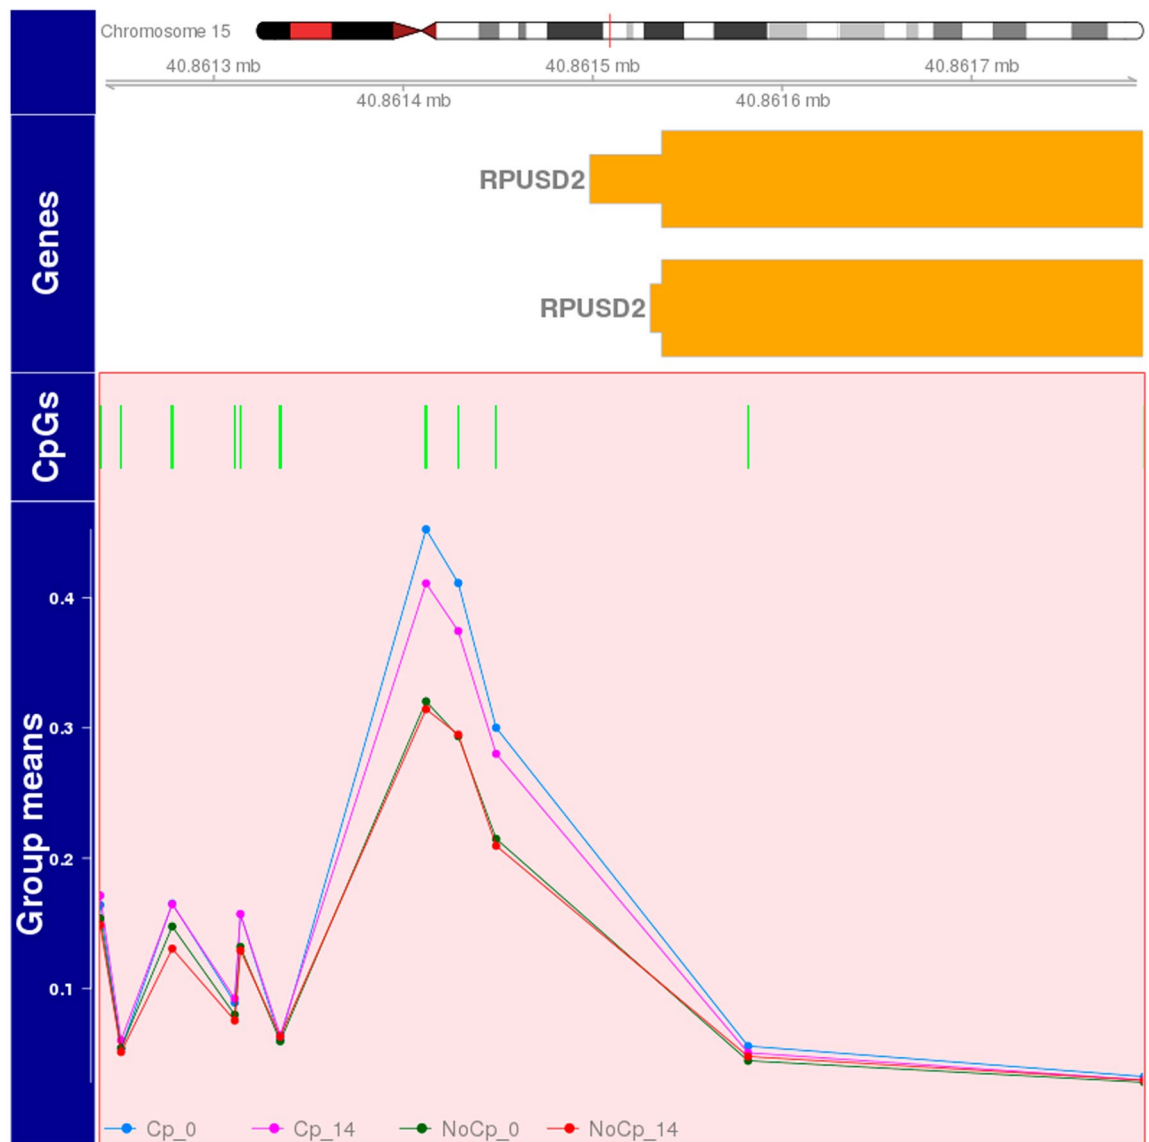 Chromosome 15
40.8613 mb 40.8615 mb 40.8617 mb
40.8614 mb 40.8616 mb
Genes
RPUSD2
RPUSD2
CpGs
Group means
0.4
0.3
0.2
0.1
Cp_0 Cp_14 NoCp_0 NoCp_14